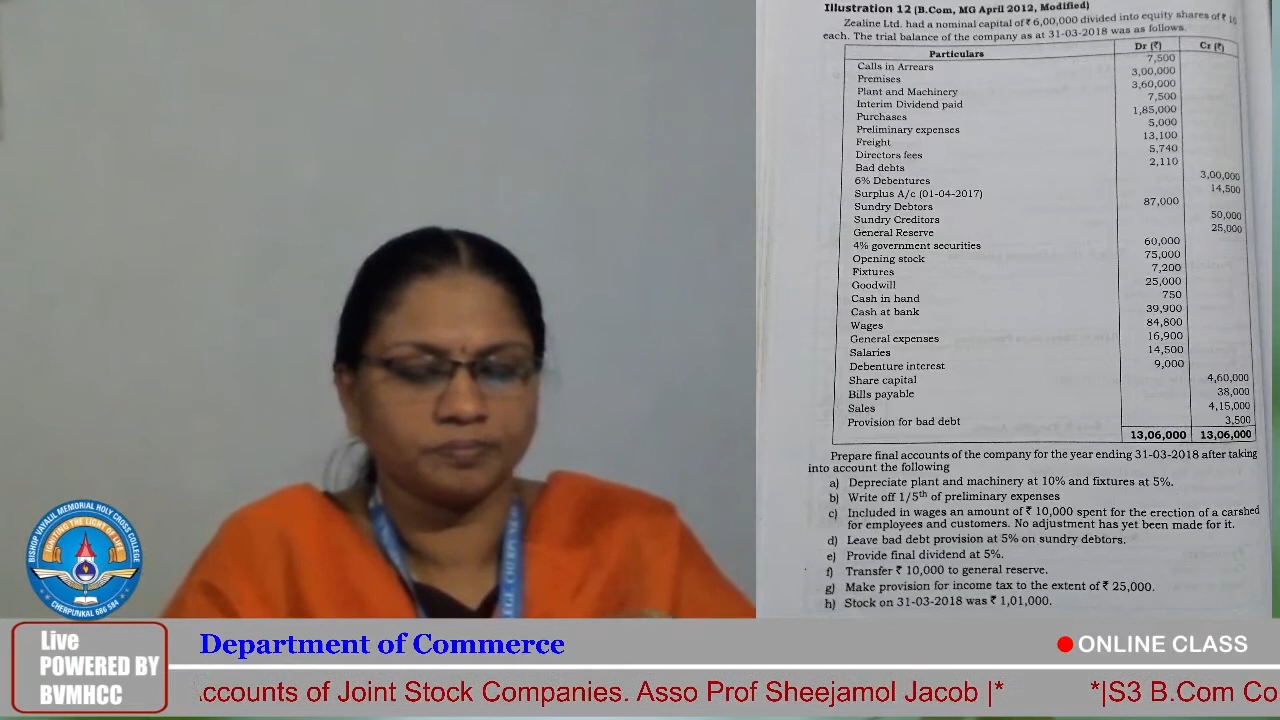 Illustration 12 (B.Com, MG April 2012, Modified)
Zealine Ltd. had a nominal capital of ₹ 6,00,000 divided into equity shares of ₹ 10
each. The trial balance of the company as at 31-03-2018 was as follows.
Particulars Dr (₹) Cr (₹)
Calls in Arrears 7,500
Premises 3,00,000
Plant and Machinery 3,60,000
Interim Dividend paid 7,500
Purchases 1,85,000
Preliminary expenses 5,000
Freight 13,100
Directors fees 5,740
Bad debts 2,110
6% Debentures 3,00,000
Surplus A/c (01-04-2017) 14,500
Sundry Debtors 87,000
Sundry Creditors 50,000
General Reserve 25,000
4% government securities 60,000
Opening stock 75,000
Fixtures 7,200
Goodwill 25,000
Cash in hand 750
Cash at bank 39,900
Wages 84,800
General expenses 16,900
Salaries 14,500
Debenture interest 9,000
Share capital 4,60,000
Bills payable 38,000
Sales 4,15,000
Provision for bad debt 3,500
13,06,000 13,06,000
Prepare final accounts of the company for the year ending 31-03-2018 after taking
into account the following
a) Depreciate plant and machinery at 10% and fixtures at 5%.
b) Write off 1/5th of preliminary expenses
c) Included in wages an amount of ₹ 10,000 spent for the erection of a carshed
for employees and customers. No adjustment has yet been made for it.
d) Leave bad debt provision at 5% on sundry debtors.
e) Provide final dividend at 5%.
f) Transfer ₹ 10,000 to general reserve.
g) Make provision for income tax to the extent of ₹ 25,000.
h) Stock on 31-03-2018 was ₹ 1,01,000.
BISHOP VAYALIL MEMORIAL HOLY CROSS COLLEGE
IGNITING THE LIGHT OF LIFE
CHERPUNKAL 686 584
Live
POWERED BY
BVMHCC
Department of Commerce
ONLINE CLASS
ccounts of Joint Stock Companies. Asso Prof Sheejamol Jacob |* *|S3 B.Com Co